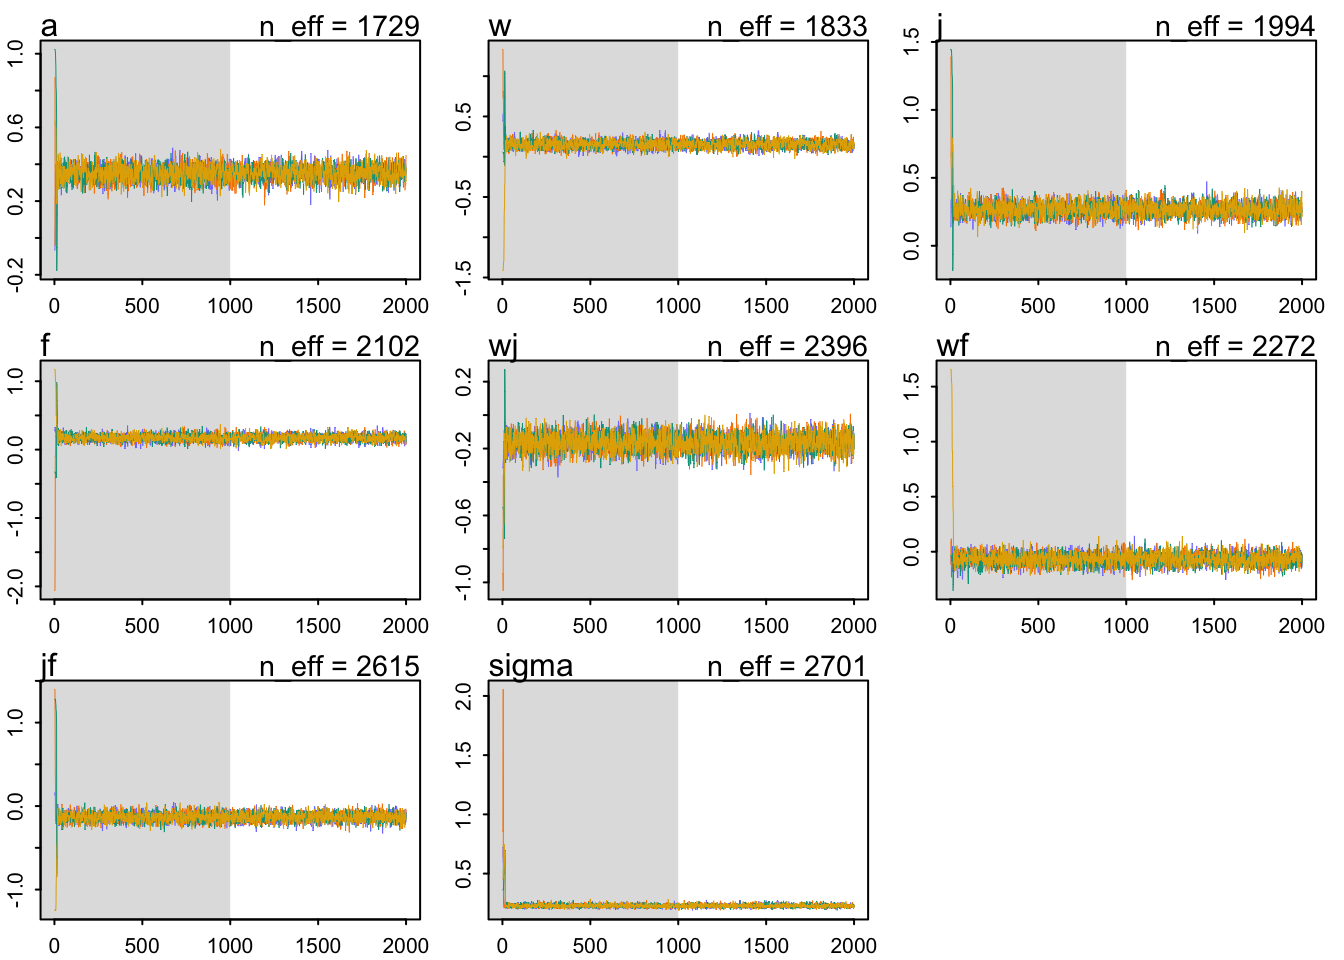 a n_eff = 1729
w n_eff = 1833
j n_eff = 1994
-0.2 0.2 0.6 1.0
-1.5 -0.5 0.5
0.0 0.5 1.0 1.5
0 500 1000 1500 2000
0 500 1000 1500 2000
0 500 1000 1500 2000
f n_eff = 2102
wj n_eff = 2396
wf n_eff = 2272
-2.0 -1.0 0.0 1.0
-1.0 -0.6 -0.2 0.2
0.0 0.5 1.0 1.5
0 500 1000 1500 2000
0 500 1000 1500 2000
0 500 1000 1500 2000
jf n_eff = 2615
sigma n_eff = 2701
-1.0 0.0 1.0
0.5 1.0 1.5 2.0
0 500 1000 1500 2000
0 500 1000 1500 2000